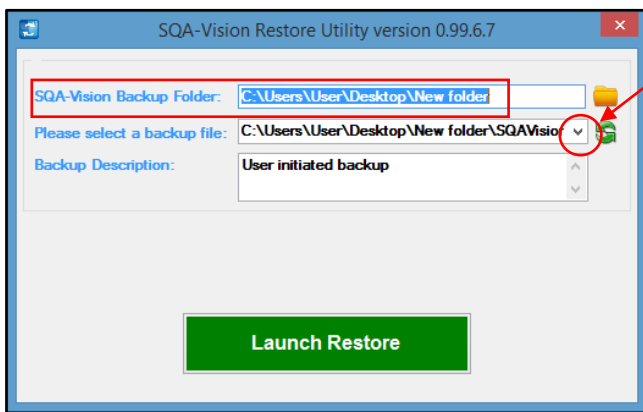 SQA-Vision Restore Utility version 0.99.6.7
SQA-Vision Backup Folder: C:\Users\User\Desktop\New folder
Please select a backup file: C:\Users\User\Desktop\New folder\SQAVision
Backup Description: User initiated backup
Launch Restore